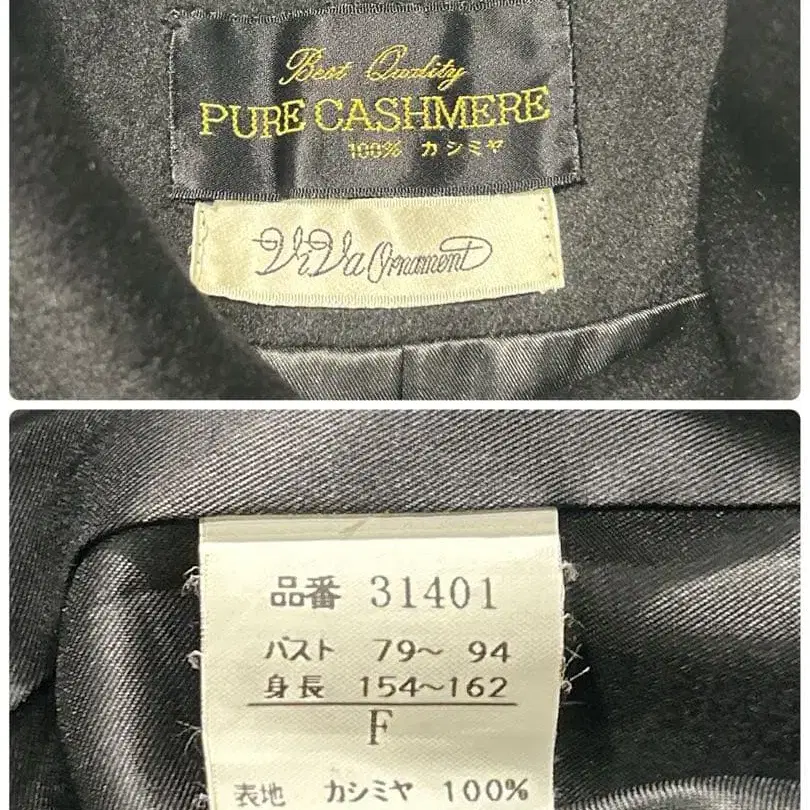 Best Quality
PURE CASHMERE
100% カシミヤ
ViVa Ornament
品番 31401
バスト 79〜 94
身長 154〜162
F
表地 カシミヤ 100%